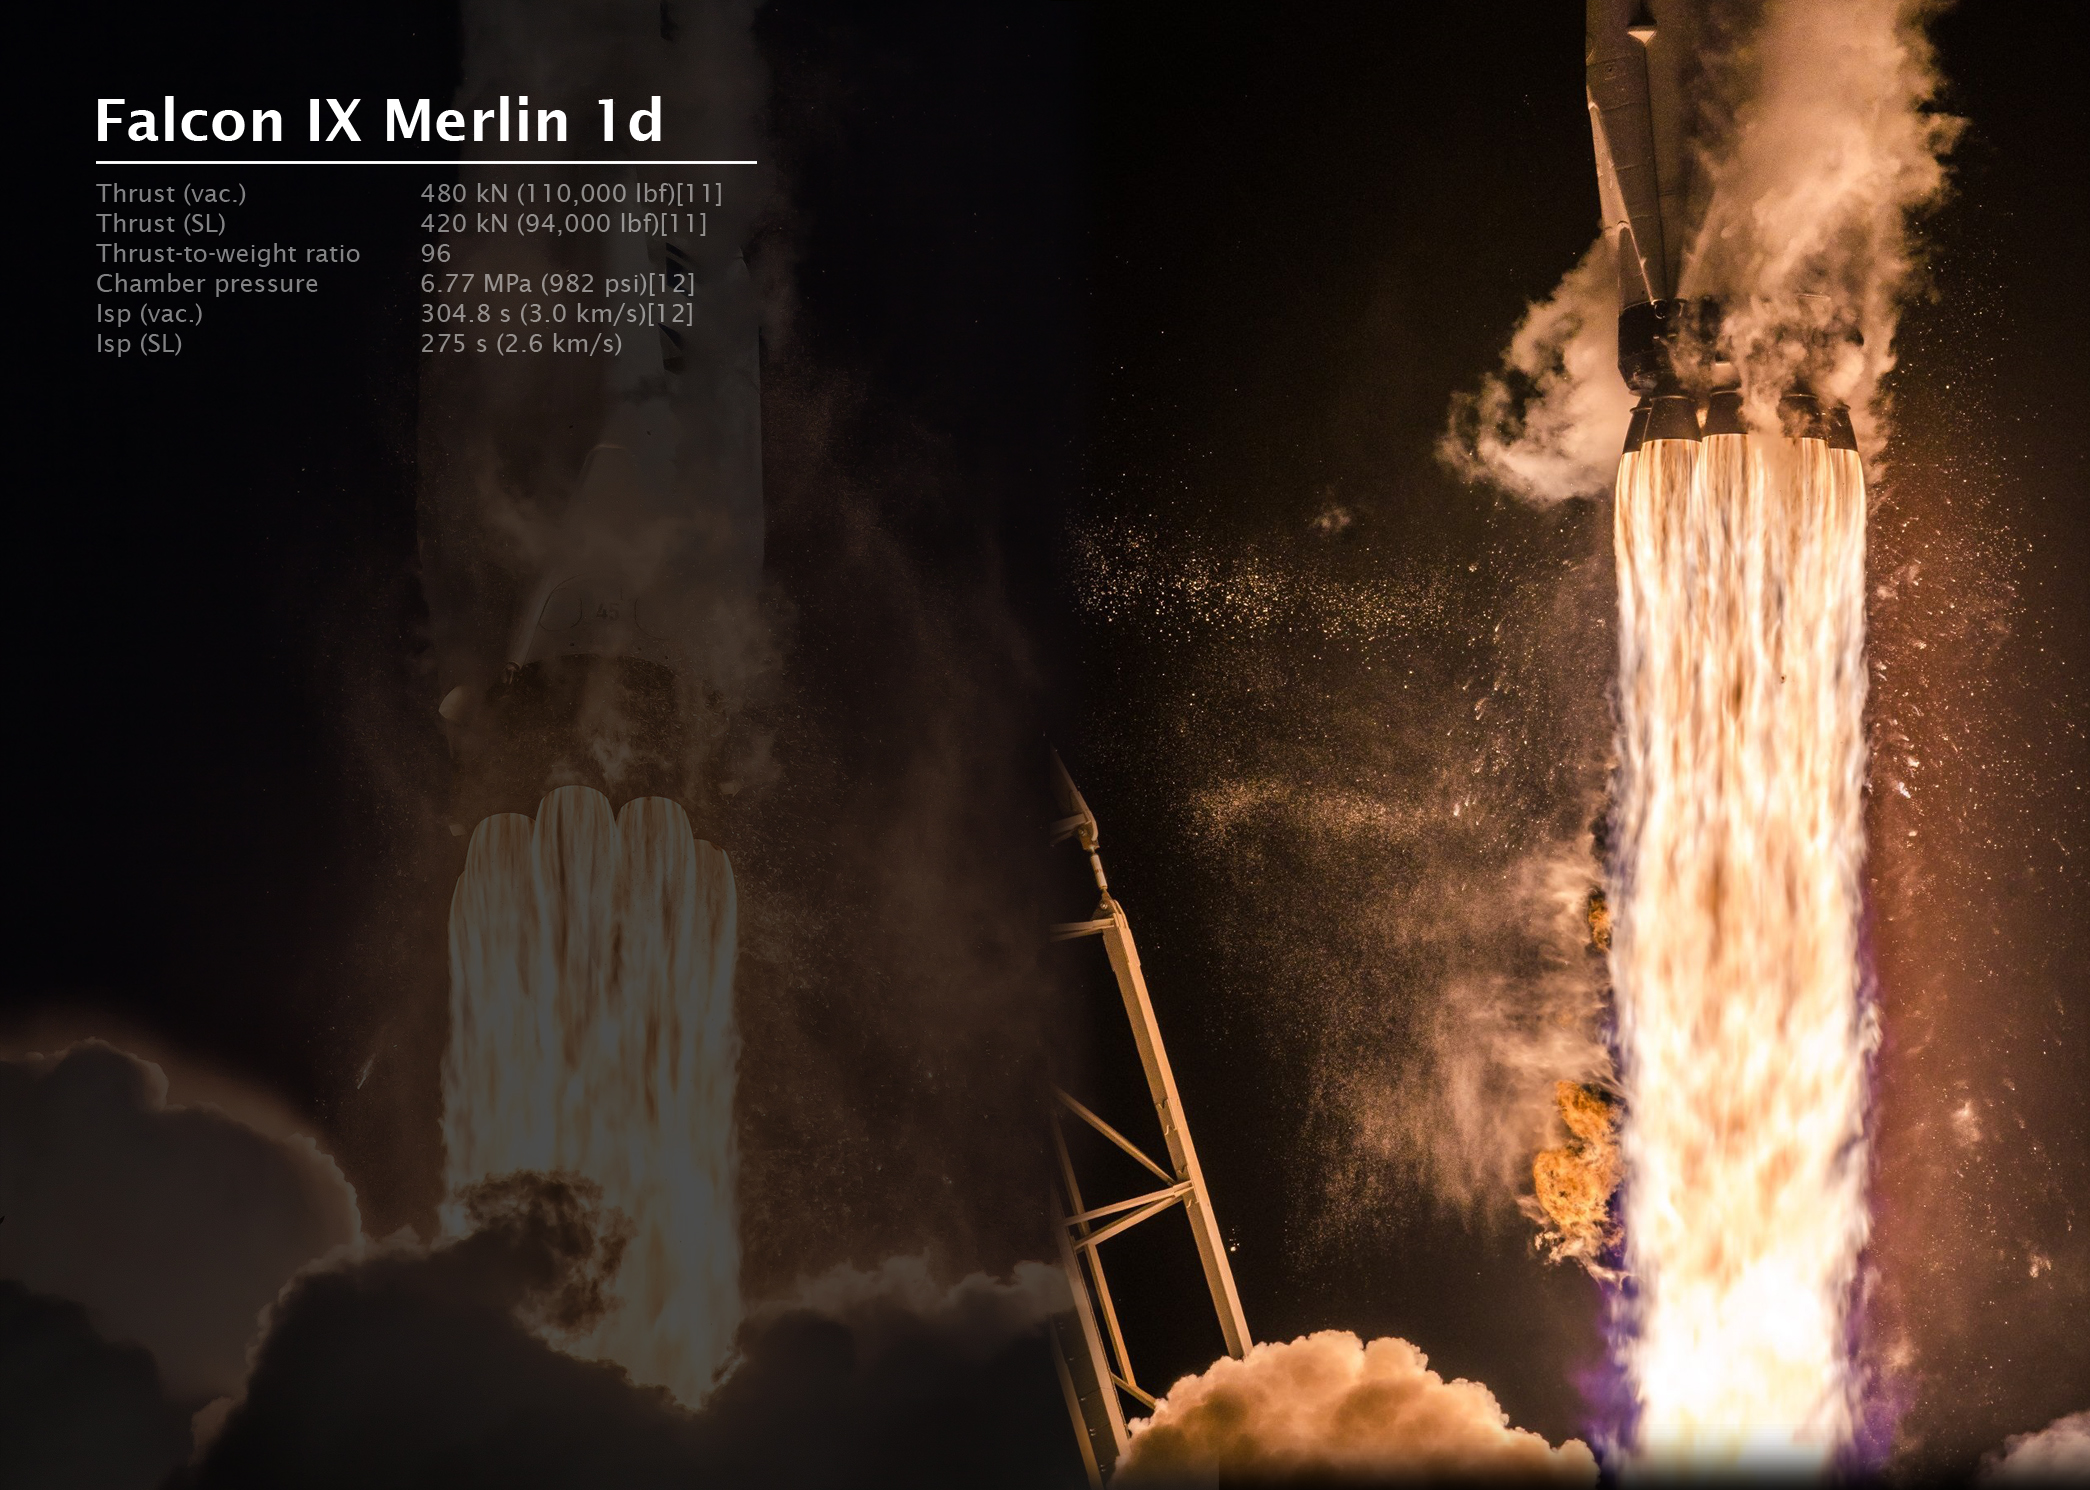 Falcon IX Merlin 1d
Thrust (vac.) 480 kN (110,000 lbf)[11]
Thrust (SL) 420 kN (94,000 lbf)[11]
Thrust-to-weight ratio 96
Chamber pressure 6.77 MPa (982 psi)[12]
Isp (vac.) 304.8 s (3.0 km/s)[12]
Isp (SL) 275 s (2.6 km/s)
45